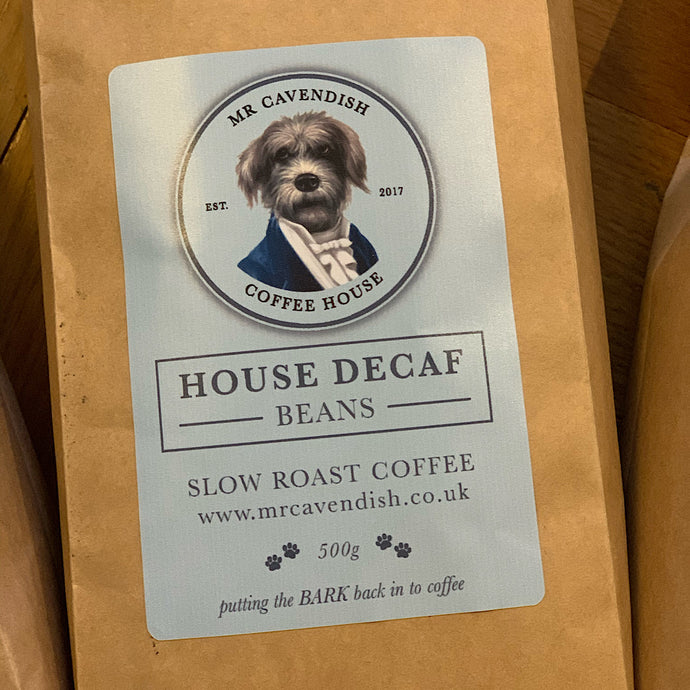 MR CAVENDISH
EST. 2017
COFFEE HOUSE
HOUSE DECAF
BEANS
SLOW ROAST COFFEE
www.mrcavendish.co.uk
500g
putting the BARK back in to coffee